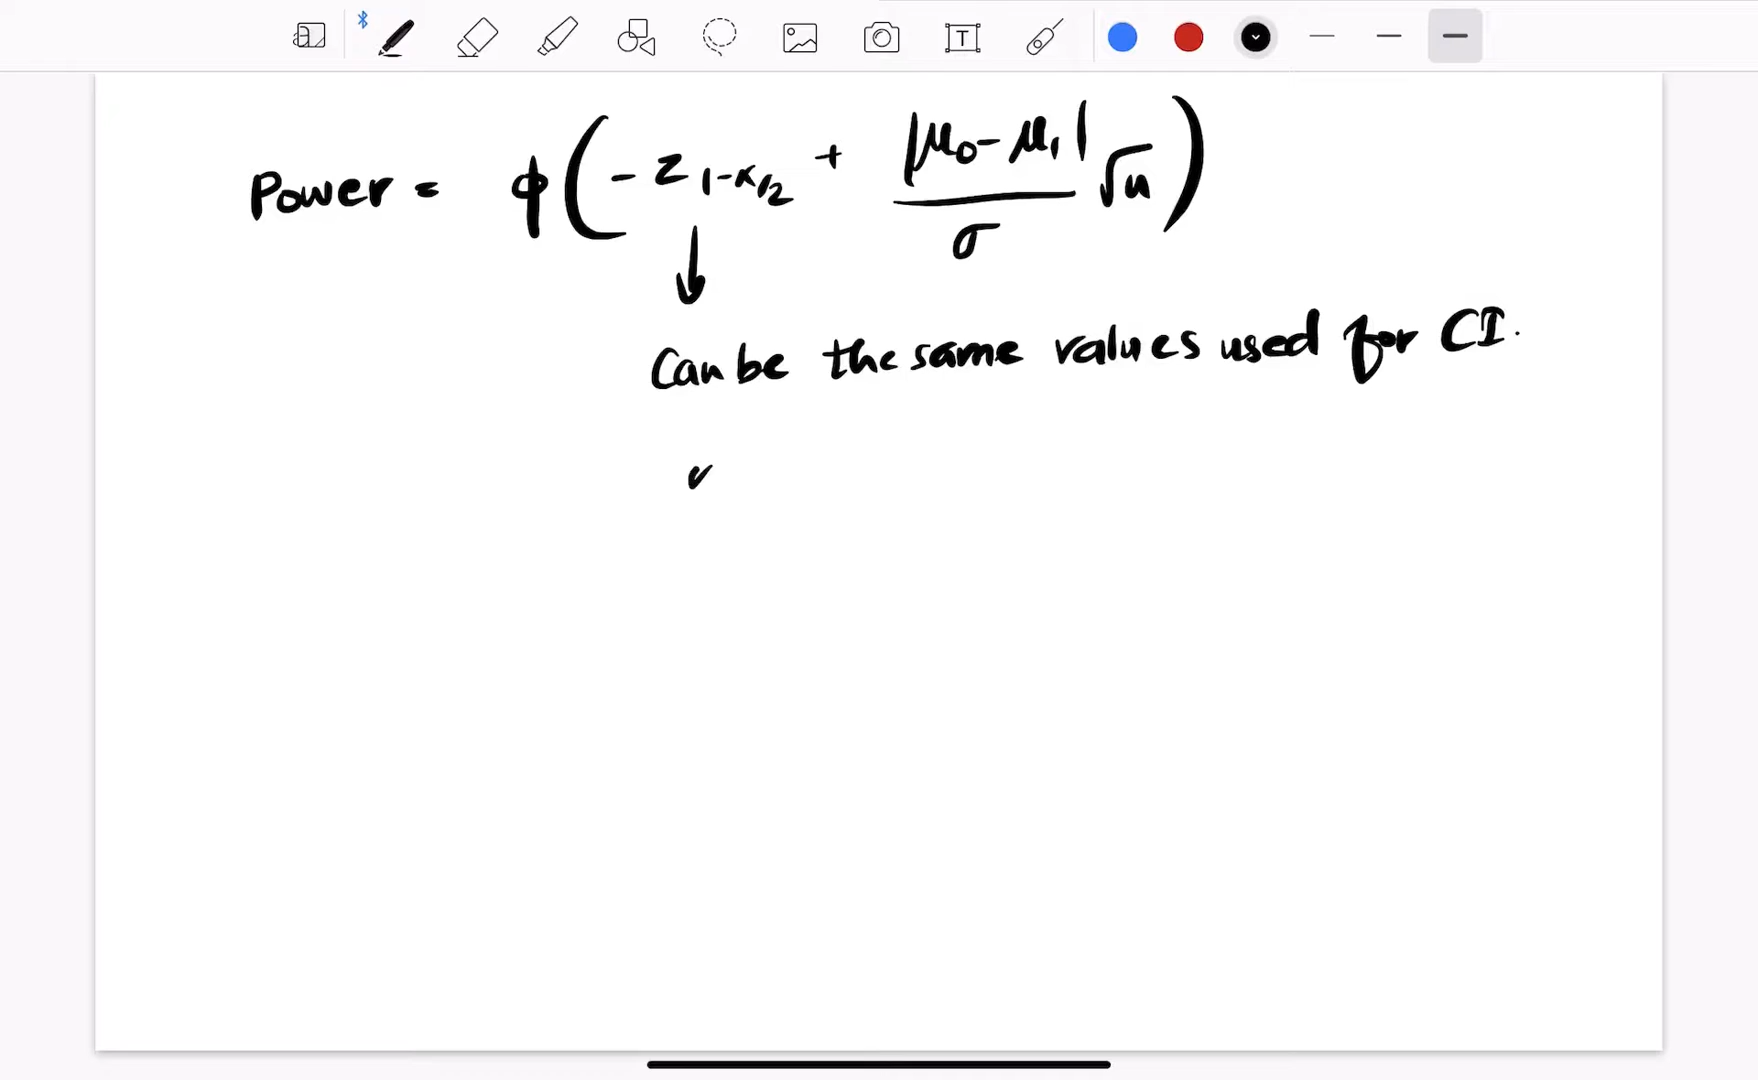 Power = ϕ(-z₁₋α/₂ + |μ₀-μ₁|/σ √n)
Can be the same values used for CI.